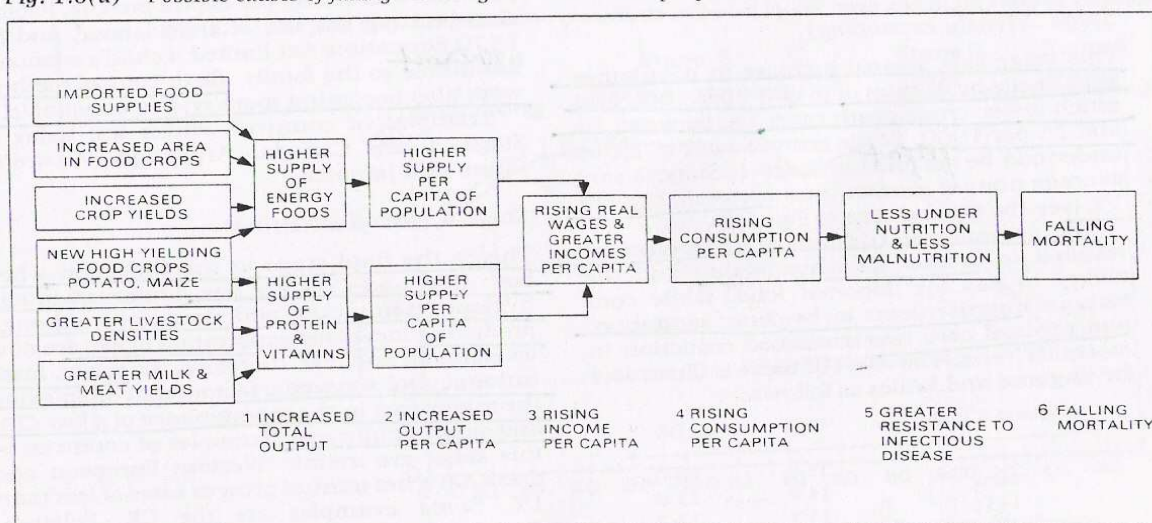 Fig. 1.8(a) Possible causes of falling
IMPORTED FOOD
SUPPLIES
INCREASED AREA
IN FOOD CROPS
INCREASED
CROP YIELDS
NEW HIGH YIELDING
FOOD CROPS
POTATO, MAIZE
GREATER LIVESTOCK
DENSITIES
GREATER MILK &
MEAT YIELDS
HIGHER
SUPPLY
OF
ENERGY
FOODS
HIGHER
SUPPLY
OF
PROTEIN
&
VITAMINS
HIGHER
SUPPLY
PER
CAPITA OF
POPULATION
HIGHER
SUPPLY
PER
CAPITA
OF
POPULATION
RISING REAL
WAGES &
GREATER
INCOMES
PER CAPITA
RISING
CONSUMPTION
PER CAPITA
LESS UNDER
NUTRITION
& LESS
MALNUTRITION
FALLING
MORTALITY
1 INCREASED
TOTAL
OUTPUT
2 INCREASED
OUTPUT
PER CAPITA
3 RISING
INCOME
PER CAPITA
4 RISING
CONSUMPTION
PER CAPITA
5 GREATER
RESISTANCE TO
INFECTIOUS
DISEASE
6 FALLING
MORTALITY